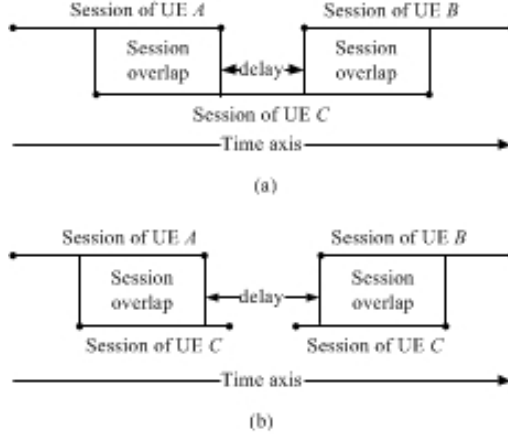 Session of UE A
Session of UE B
Session
overlap
delay
Session
overlap
Session of UE C
Time axis
(a)
Session of UE A
Session of UE B
Session
overlap
delay
Session
overlap
Session of UE C
Session of UE C
Time axis
(b)